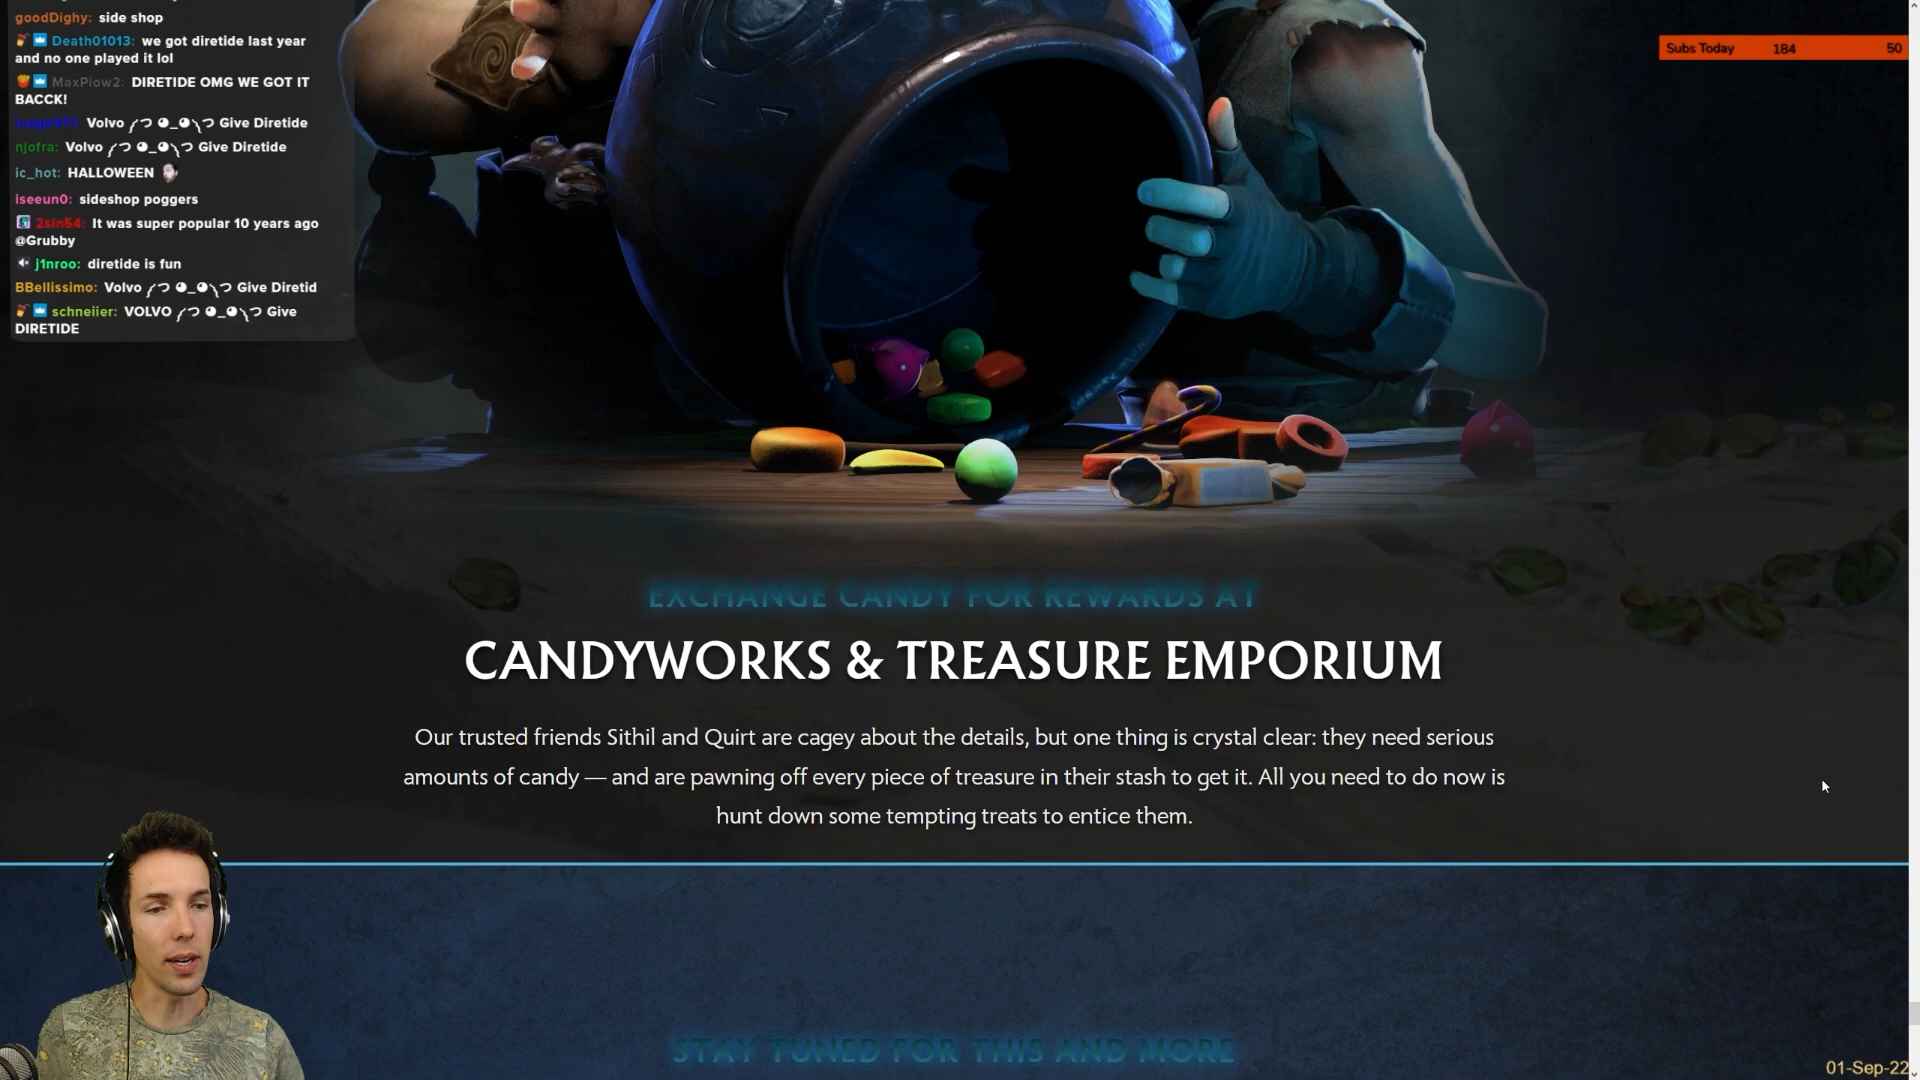 goodDighy: side shop
Death01013: we got diretide last year
and no one played it lol
MaxPlow2: DIRETIDE OMG WE GOT IT
BACCK!
Volvo ༼つ ◕_◕༽つ Give Diretide
njofra: Volvo ༼つ ◕_◕༽つ Give Diretide
ic_hot: HALLOWEEN
iseeun0: sideshop poggers
2sin54: It was super popular 10 years ago
@Grubby
j1nroo: diretide is fun
BBellissimo: Volvo ༼つ ◕_◕༽つ Give Diretid
schneiier: VOLVO ༼つ ◕_◕༽つ Give
DIRETIDE
Subs Today 184 50
EXCHANGE CANDY FOR REWARDS AT
CANDYWORKS & TREASURE EMPORIUM
Our trusted friends Sithil and Quirt are cagey about the details, but one thing is crystal clear: they need serious
amounts of candy — and are pawning off every piece of treasure in their stash to get it. All you need to do now is
hunt down some tempting treats to entice them.
STAY TUNED FOR THIS AND MORE
01-Sep-22